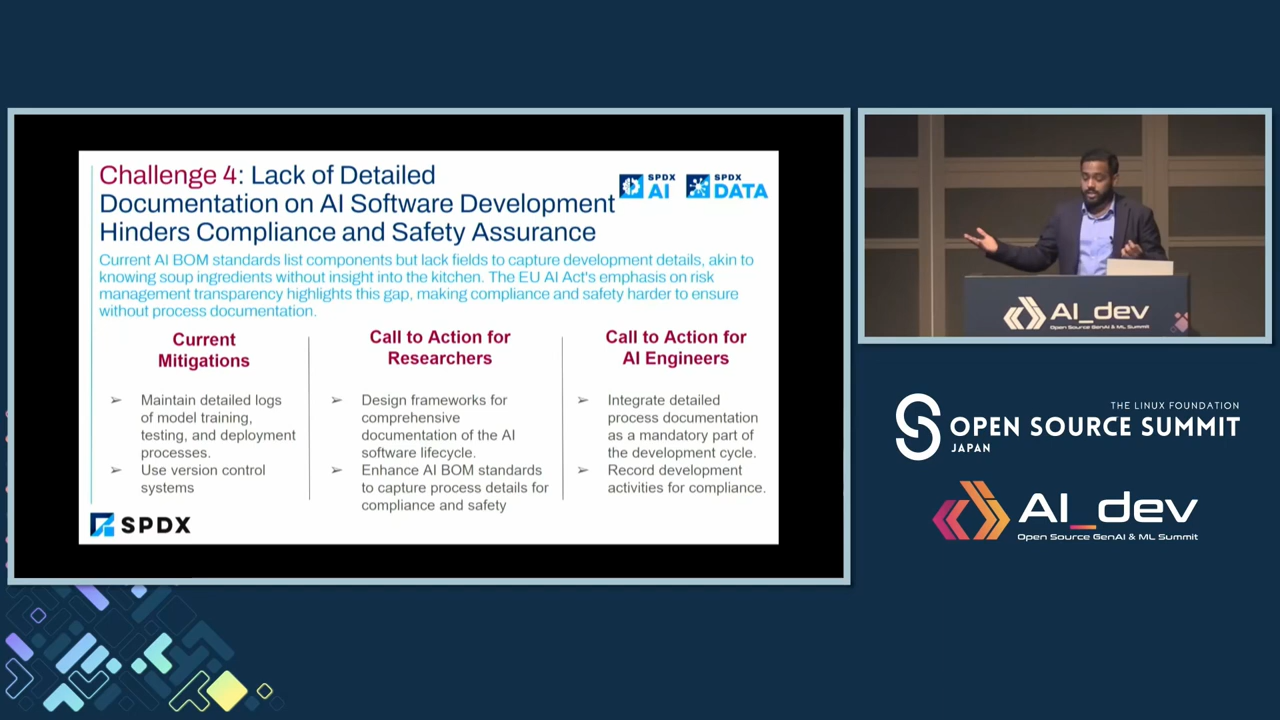 Challenge 4: Lack of Detailed
Documentation on AI Software Development
Hinders Compliance and Safety Assurance
SPDX
AI
SPDX
DATA
Current AI BOM standards list components but lack fields to capture development details, akin to
knowing soup ingredients without insight into the kitchen. The EU AI Act's emphasis on risk
management transparency highlights this gap, making compliance and safety harder to ensure
without process documentation.
Current
Mitigations
➢ Maintain detailed logs
of model training,
testing, and deployment
processes.
➢ Use version control
systems
Call to Action for
Researchers
➢ Design frameworks for
comprehensive
documentation of the AI
software lifecycle.
➢ Enhance AI BOM standards
to capture process details for
compliance and safety
Call to Action for
AI Engineers
➢ Integrate detailed
process documentation
as a mandatory part of
the development cycle.
➢ Record development
activities for compliance.
SPDX
AI_dev
Open Source GenAI & ML Summit
THE LINUX FOUNDATION
OPEN SOURCE SUMMIT
JAPAN
AI_dev
Open Source GenAI & ML Summit